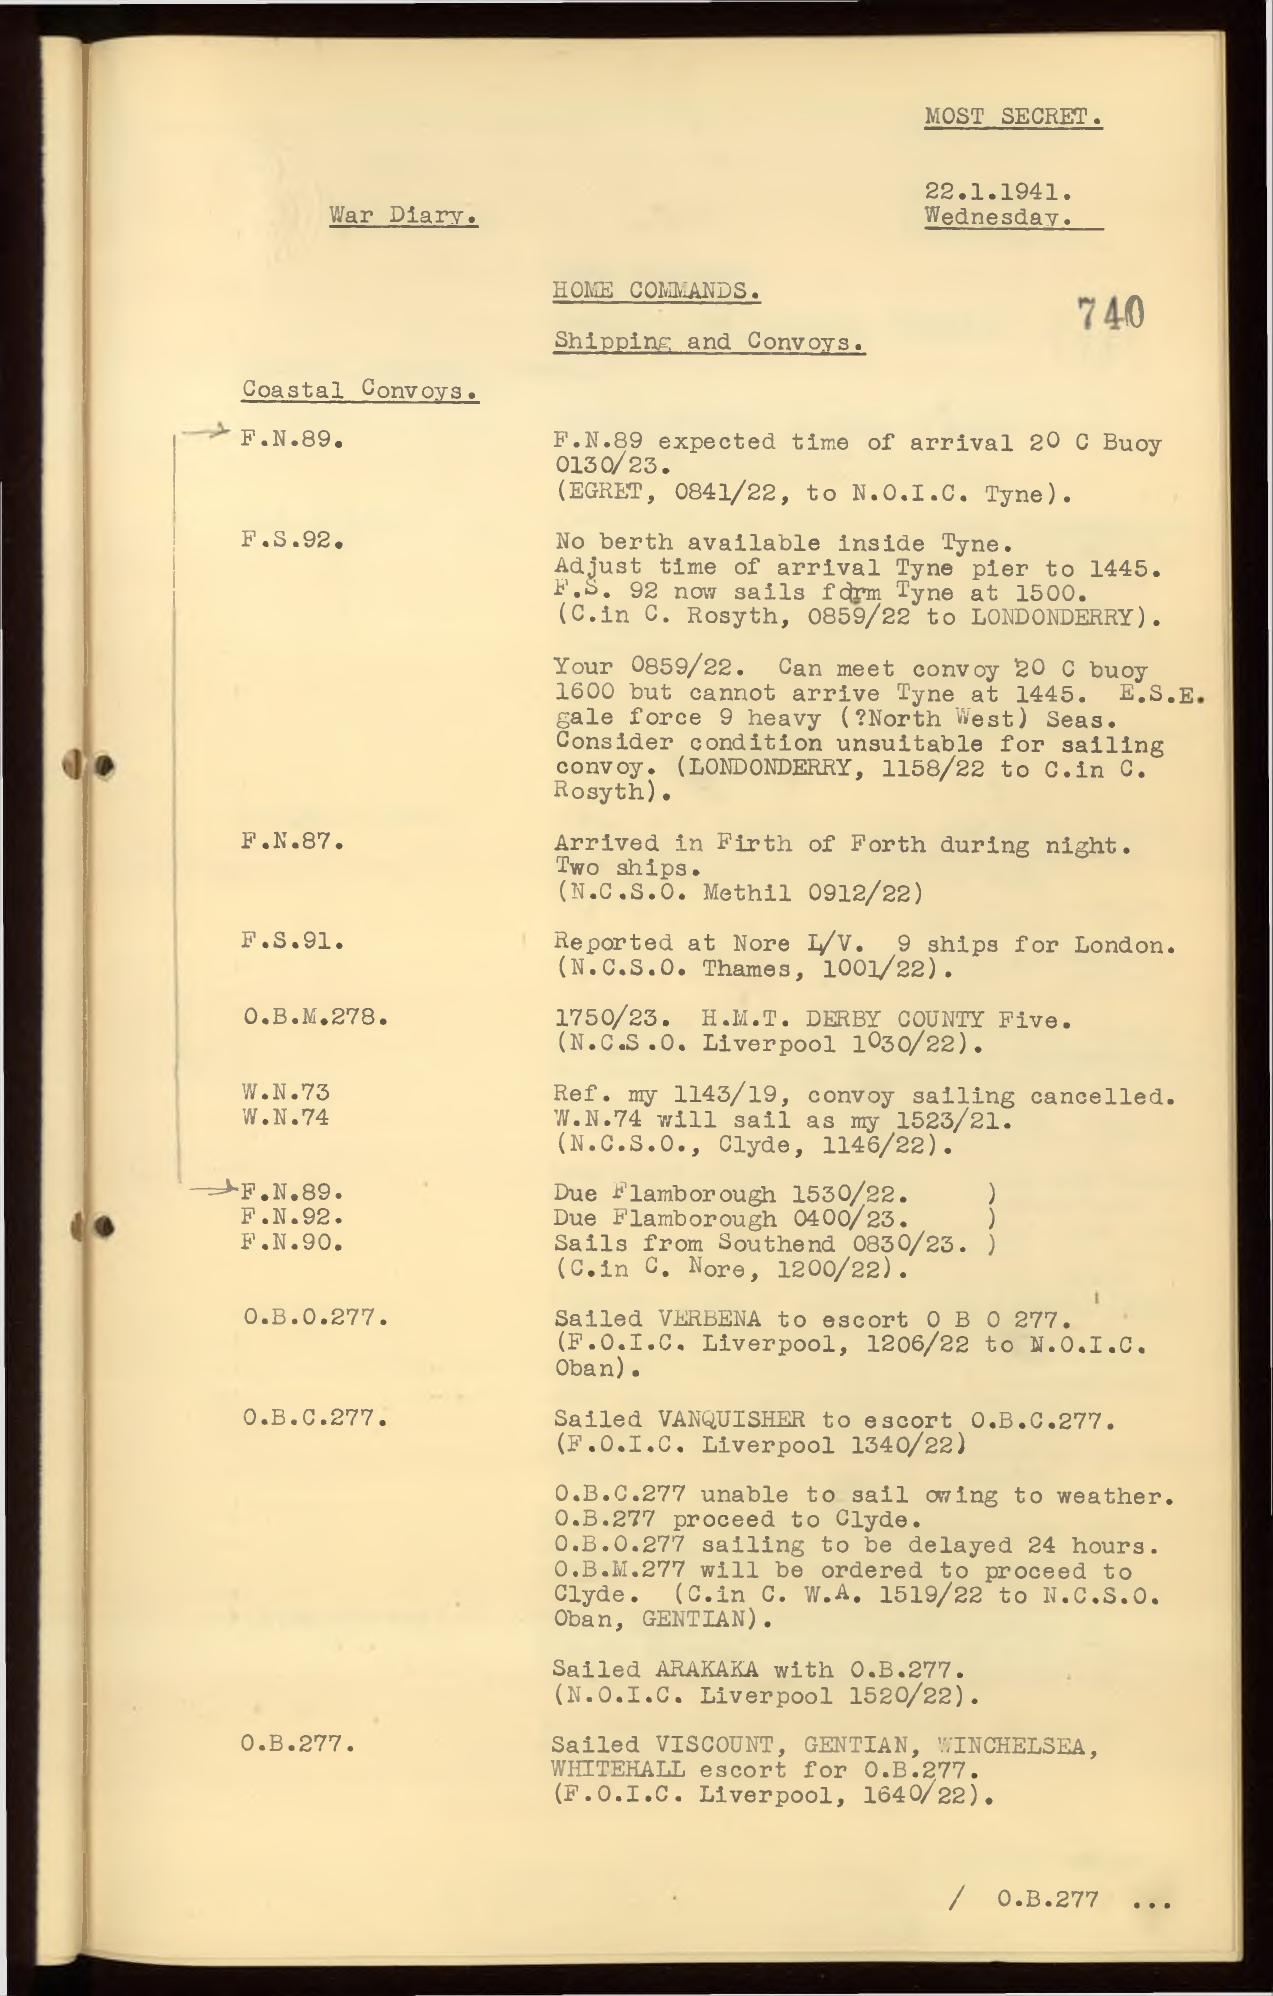 MOST SECRET.
22.1.1941.
War Diary.
Wednesday.
HOME COMMANDS.
740
Shipping and Convoys.
Coastal Convoys.
F.N.89.
F.N.89 expected time of arrival 20 C Buoy
0130/23.
(EGRET, 0841/22, to N.O.I.C. Tyne).
F.S.92.
No berth available inside Tyne.
Adjust time of arrival Tyne pier to 1445.
F.S. 92 now sails form Tyne at 1500.
(C.in C. Rosyth, 0859/22 to LONDONDERRY).
Your 0859/22. Can meet convoy 20 C buoy
1600 but cannot arrive Tyne at 1445. E.S.E.
gale force 9 heavy (?North West) Seas.
Consider condition unsuitable for sailing
convoy. (LONDONDERRY, 1158/22 to C.in C.
Rosyth).
F.N.87.
Arrived in Firth of Forth during night.
Two ships.
(N.C.S.O. Methil 0912/22)
F.S.91.
Reported at Nore L/V. 9 ships for London.
(N.C.S.O. Thames, 1001/22).
O.B.M.278.
1750/23. H.M.T. DERBY COUNTY Five.
(N.C.S.O. Liverpool 1030/22).
W.N.73
Ref. my 1143/19, convoy sailing cancelled.
W.N.74
W.N.74 will sail as my 1523/21.
(N.C.S.O., Clyde, 1146/22).
F.N.89.
Due Flamborough 1530/22. )
F.N.92.
Due Flamborough 0400/23. )
F.N.90.
Sails from Southend 0830/23. )
(C.in C. Nore, 1200/22).
O.B.O.277.
Sailed VERBENA to escort O B O 277.
(F.O.I.C. Liverpool, 1206/22 to N.O.I.C.
Oban).
O.B.C.277.
Sailed VANQUISHER to escort O.B.C.277.
(F.O.I.C. Liverpool 1340/22)
O.B.C.277 unable to sail owing to weather.
O.B.277 proceed to Clyde.
O.B.O.277 sailing to be delayed 24 hours.
O.B.M.277 will be ordered to proceed to
Clyde. (C.in C. W.A. 1519/22 to N.C.S.O.
Oban, GENTIAN).
Sailed ARAKAKA with O.B.277.
(N.O.I.C. Liverpool 1520/22).
O.B.277.
Sailed VISCOUNT, GENTIAN, WINCHELSEA,
WHITEHALL escort for O.B.277.
(F.O.I.C. Liverpool, 1640/22).
/ O.B.277 ...